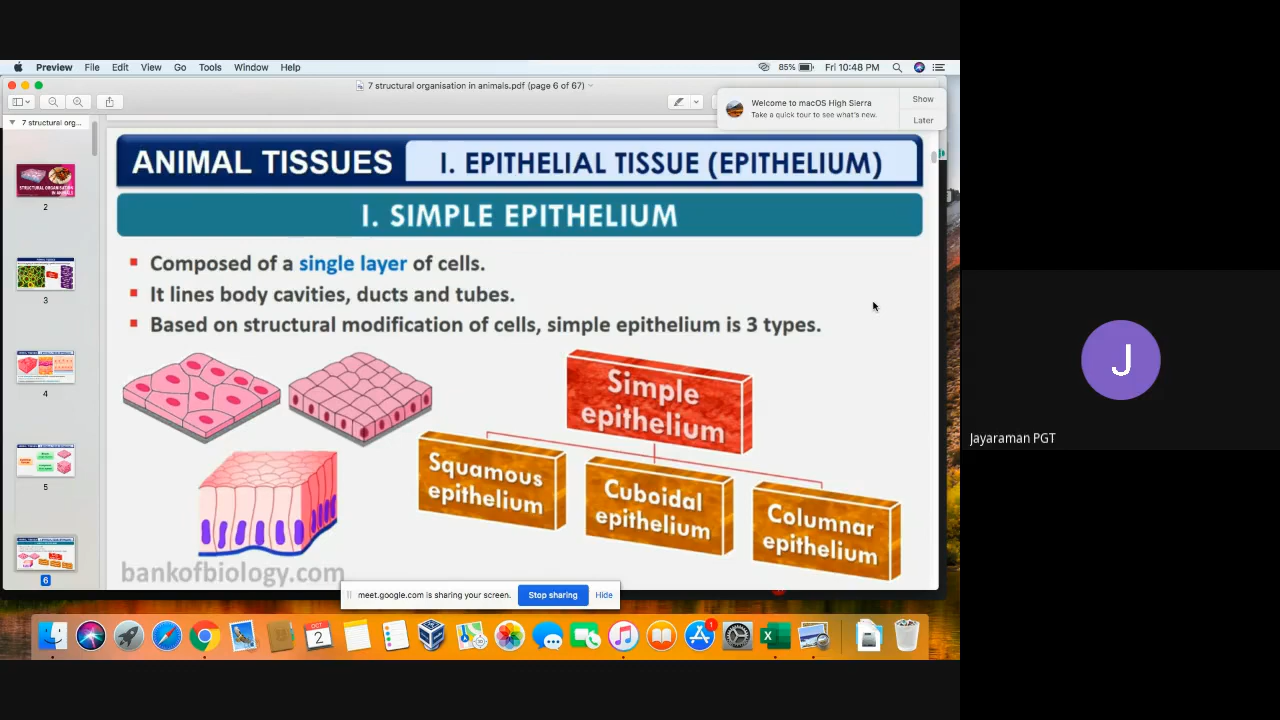 Preview File Edit View Go Tools Window Help
85% Fri 10:48 PM
7 structural organisation in animals.pdf (page 6 of 67)
Welcome to macOS High Sierra
Take a quick tour to see what's new.
Show
Later
7 structural org...
2
3
4
5
6
ANIMAL TISSUES
I. EPITHELIAL TISSUE (EPITHELIUM)
I. SIMPLE EPITHELIUM
Composed of a single layer of cells.
It lines body cavities, ducts and tubes.
Based on structural modification of cells, simple epithelium is 3 types.
Simple
epithelium
Squamous
epithelium
Cuboidal
epithelium
Columnar
epithelium
bankofbiology.com
meet.google.com is sharing your screen.
Stop sharing
Hide
OCT
2
1
J
Jayaraman PGT